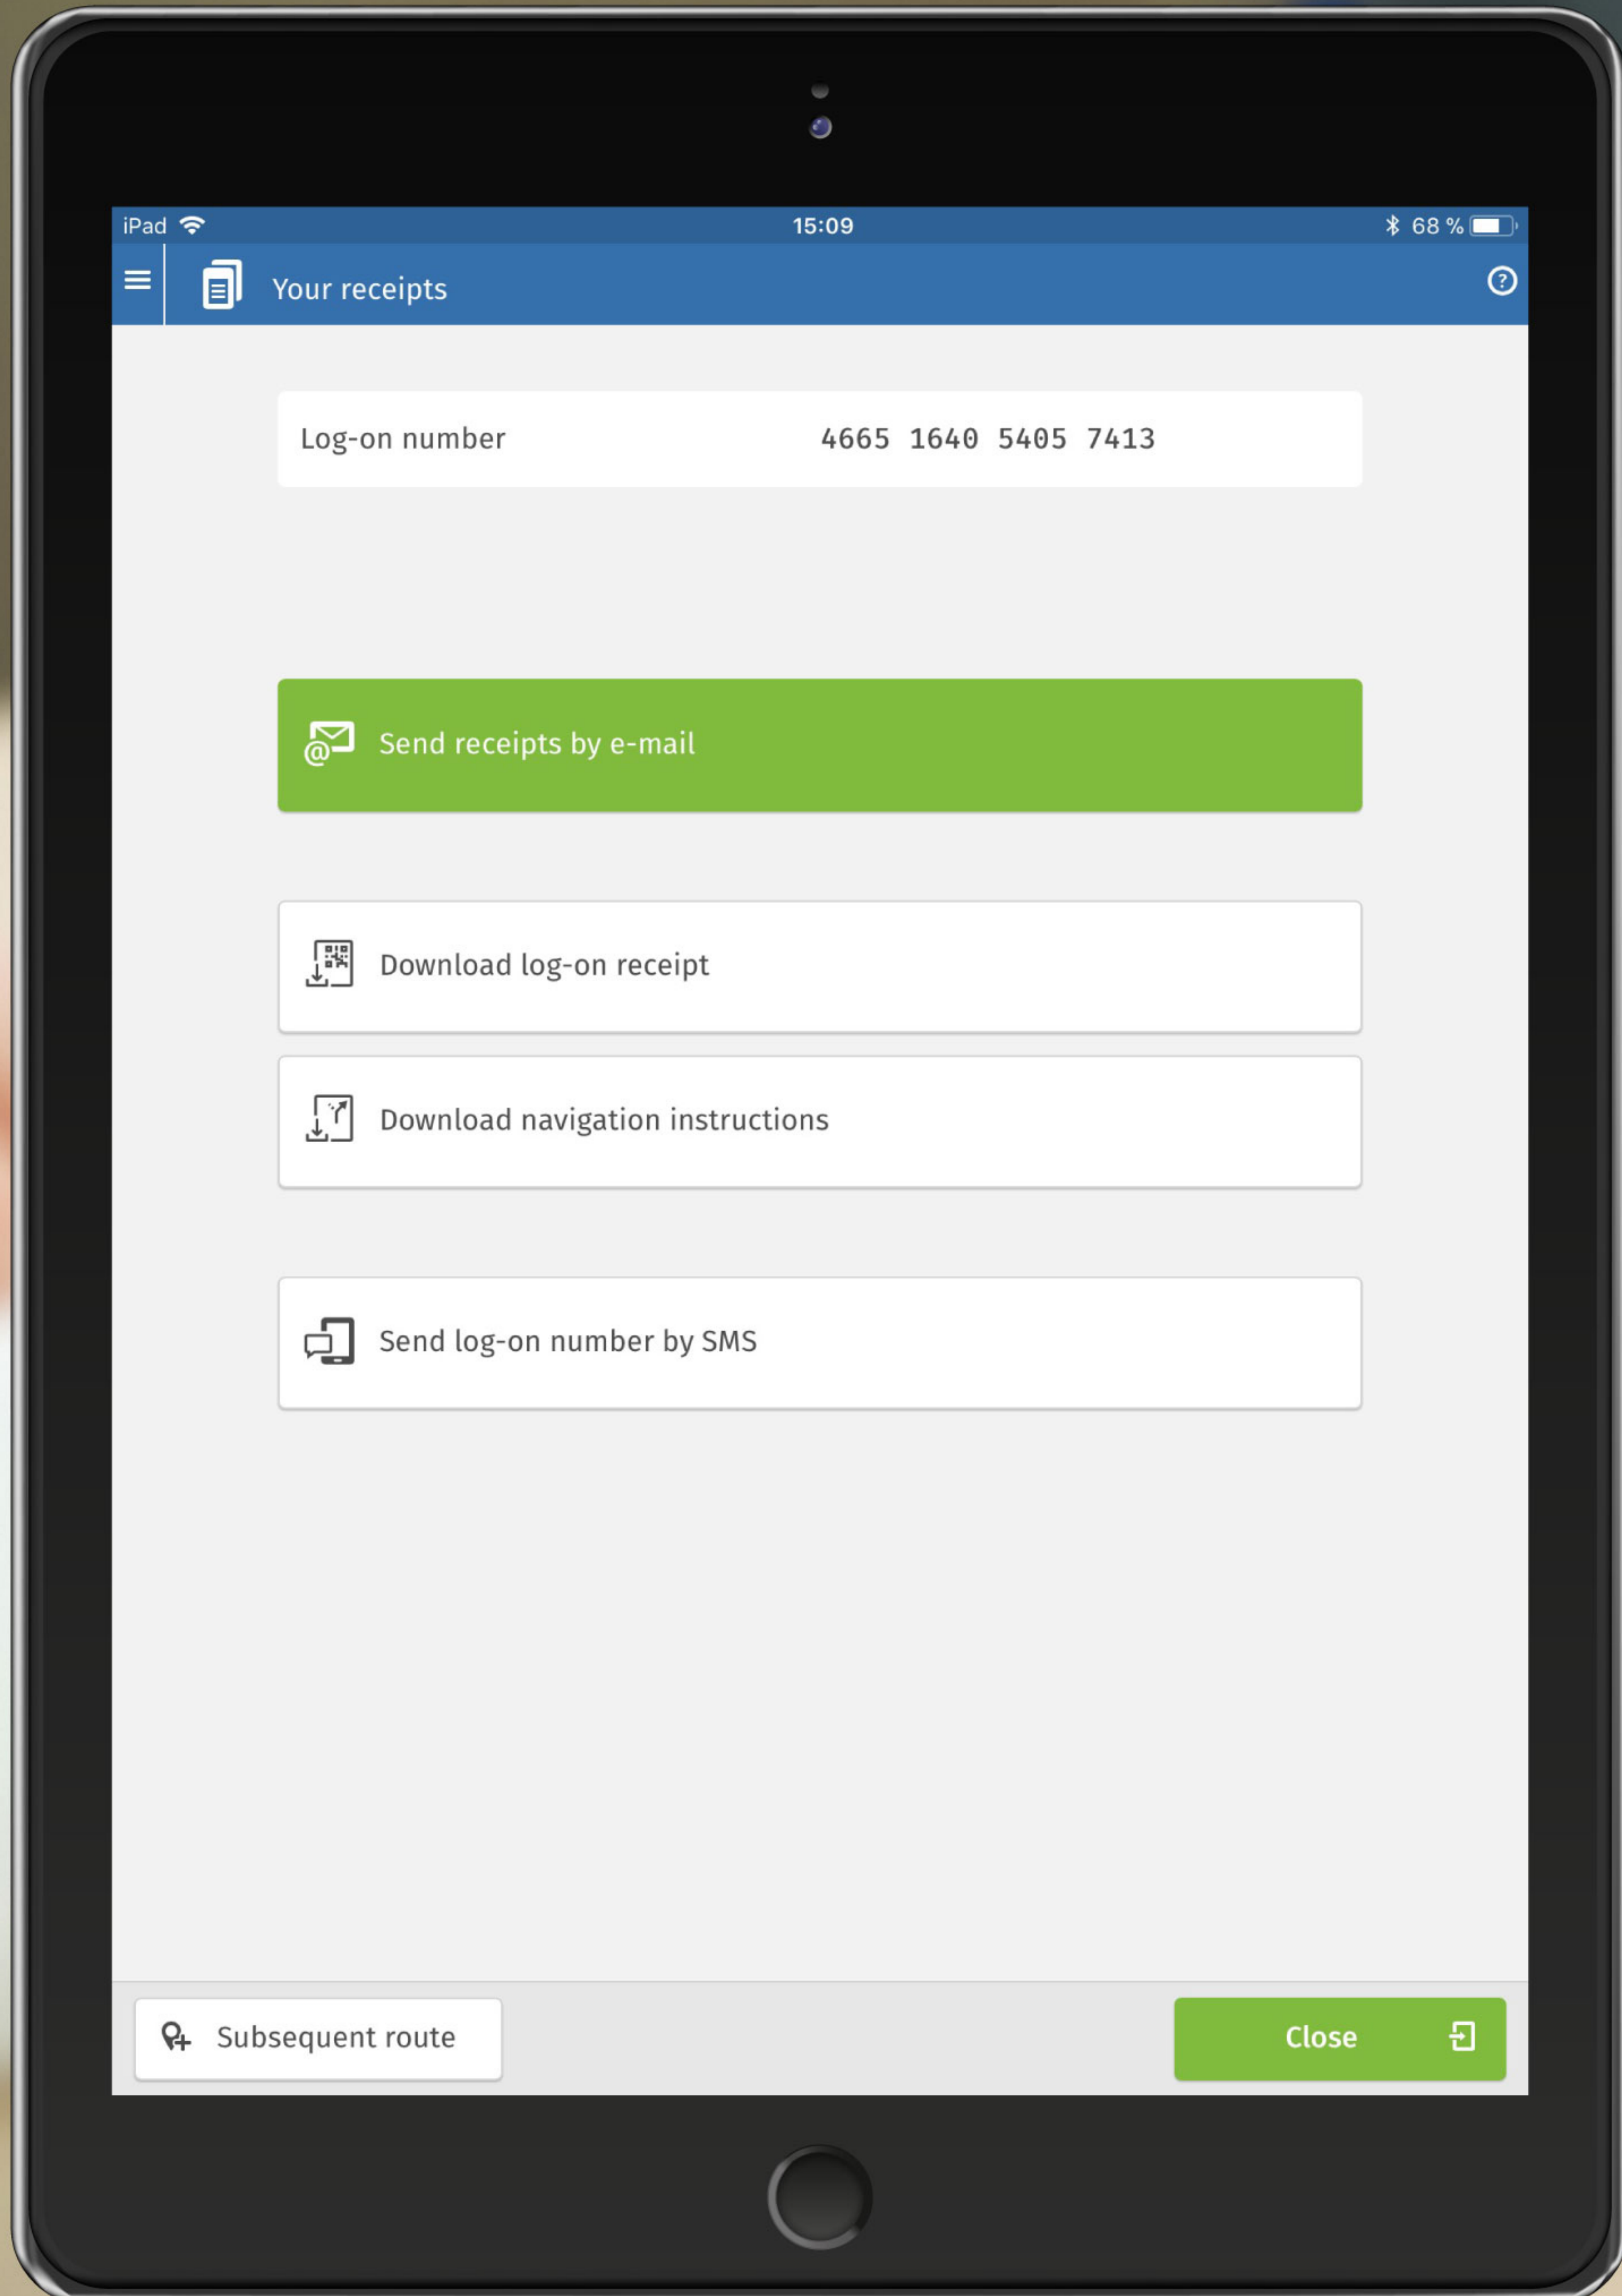 iPad 15:09 68 %
Your receipts
Log-on number 4665 1640 5405 7413
Send receipts by e-mail
Download log-on receipt
Download navigation instructions
Send log-on number by SMS
Subsequent route Close